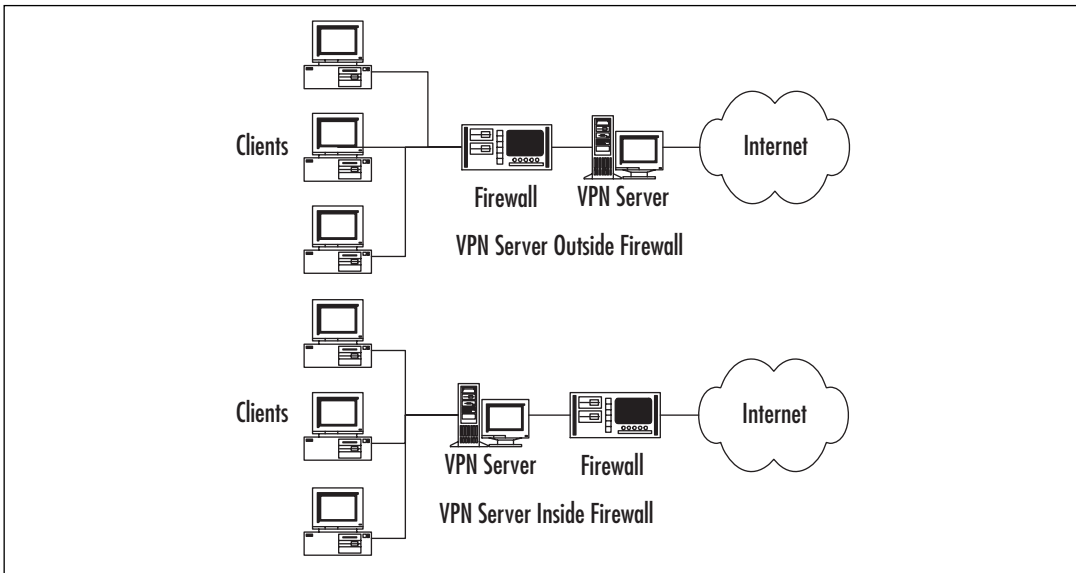 Clients
Internet
Firewall
VPN Server
VPN Server Outside Firewall
Clients
Internet
VPN Server
Firewall
VPN Server Inside Firewall